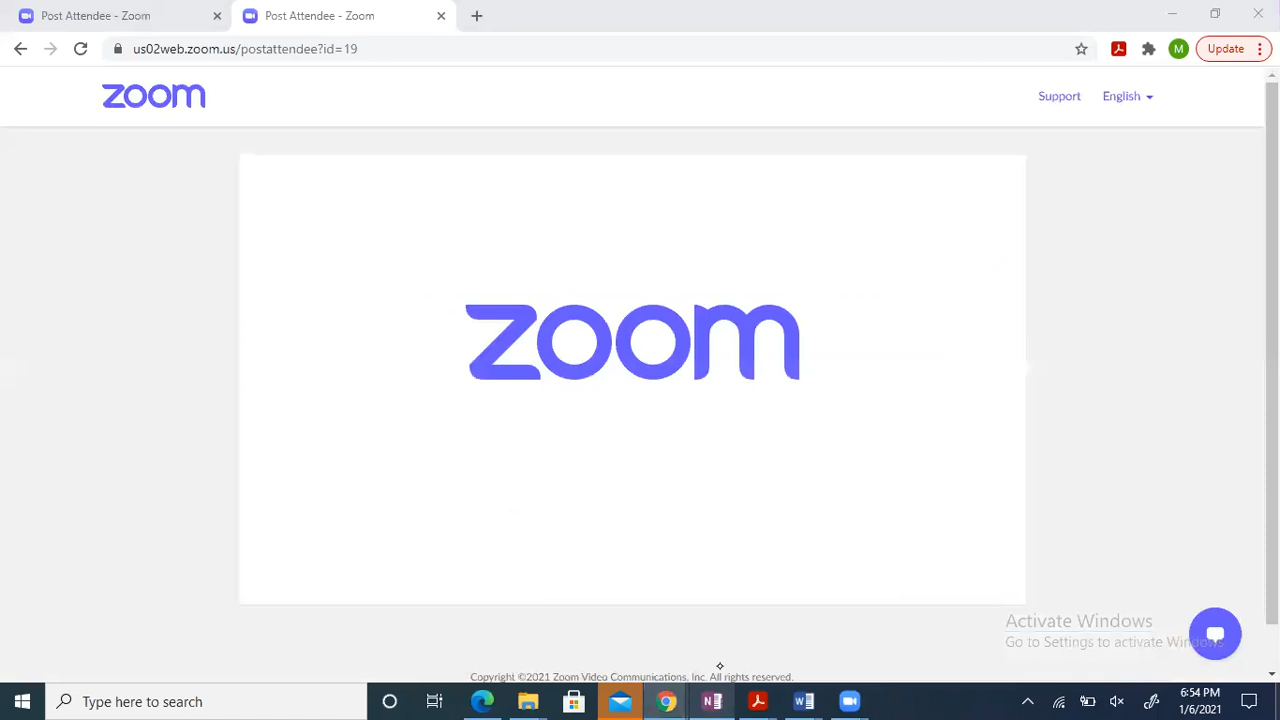 Post Attendee - Zoom
Post Attendee - Zoom
us02web.zoom.us/postattendee?id=19
M
Update
zoom
Support
English
zoom
Activate Windows
Go to Settings to activate Windows.
Copyright ©2021 Zoom Video Communications, Inc. All rights reserved.
Type here to search
6:54 PM
1/6/2021